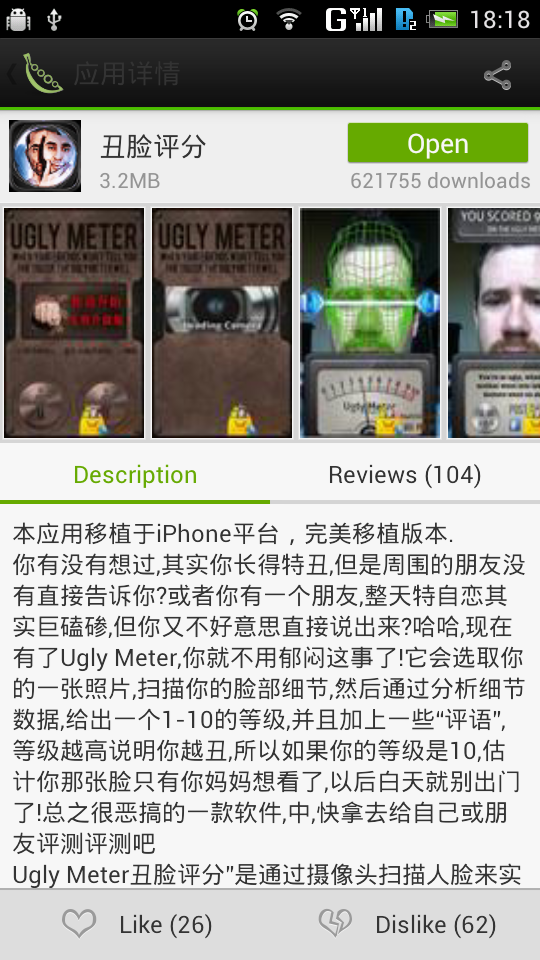 G
18:18
应用详情
丑脸评分
Open
3.2MB
621755 downloads
UGLY METER
UGLY METER
Loading Camera
Ugly Meter
YOU SCORED 9
Description
Reviews (104)
本应用移植于iPhone平台，完美移植版本.
你有没有想过,其实你长得特丑,但是周围的朋友没
有直接告诉你?或者你有一个朋友,整天特自恋其
实巨磕碜,但你又不好意思直接说出来?哈哈,现在
有了Ugly Meter,你就不用郁闷这事了!它会选取你
的一张照片,扫描你的脸部细节,然后通过分析细节
数据,给出一个1-10的等级,并且加上一些“评语”,
等级越高说明你越丑,所以如果你的等级是10,估
计你那张脸只有你妈妈想看了,以后白天就别出门
了!总之很恶搞的一款软件,中,快拿去给自己或朋
友评测评测吧
Ugly Meter丑脸评分”是通过摄像头扫描人脸来实
Like (26)
Dislike (62)